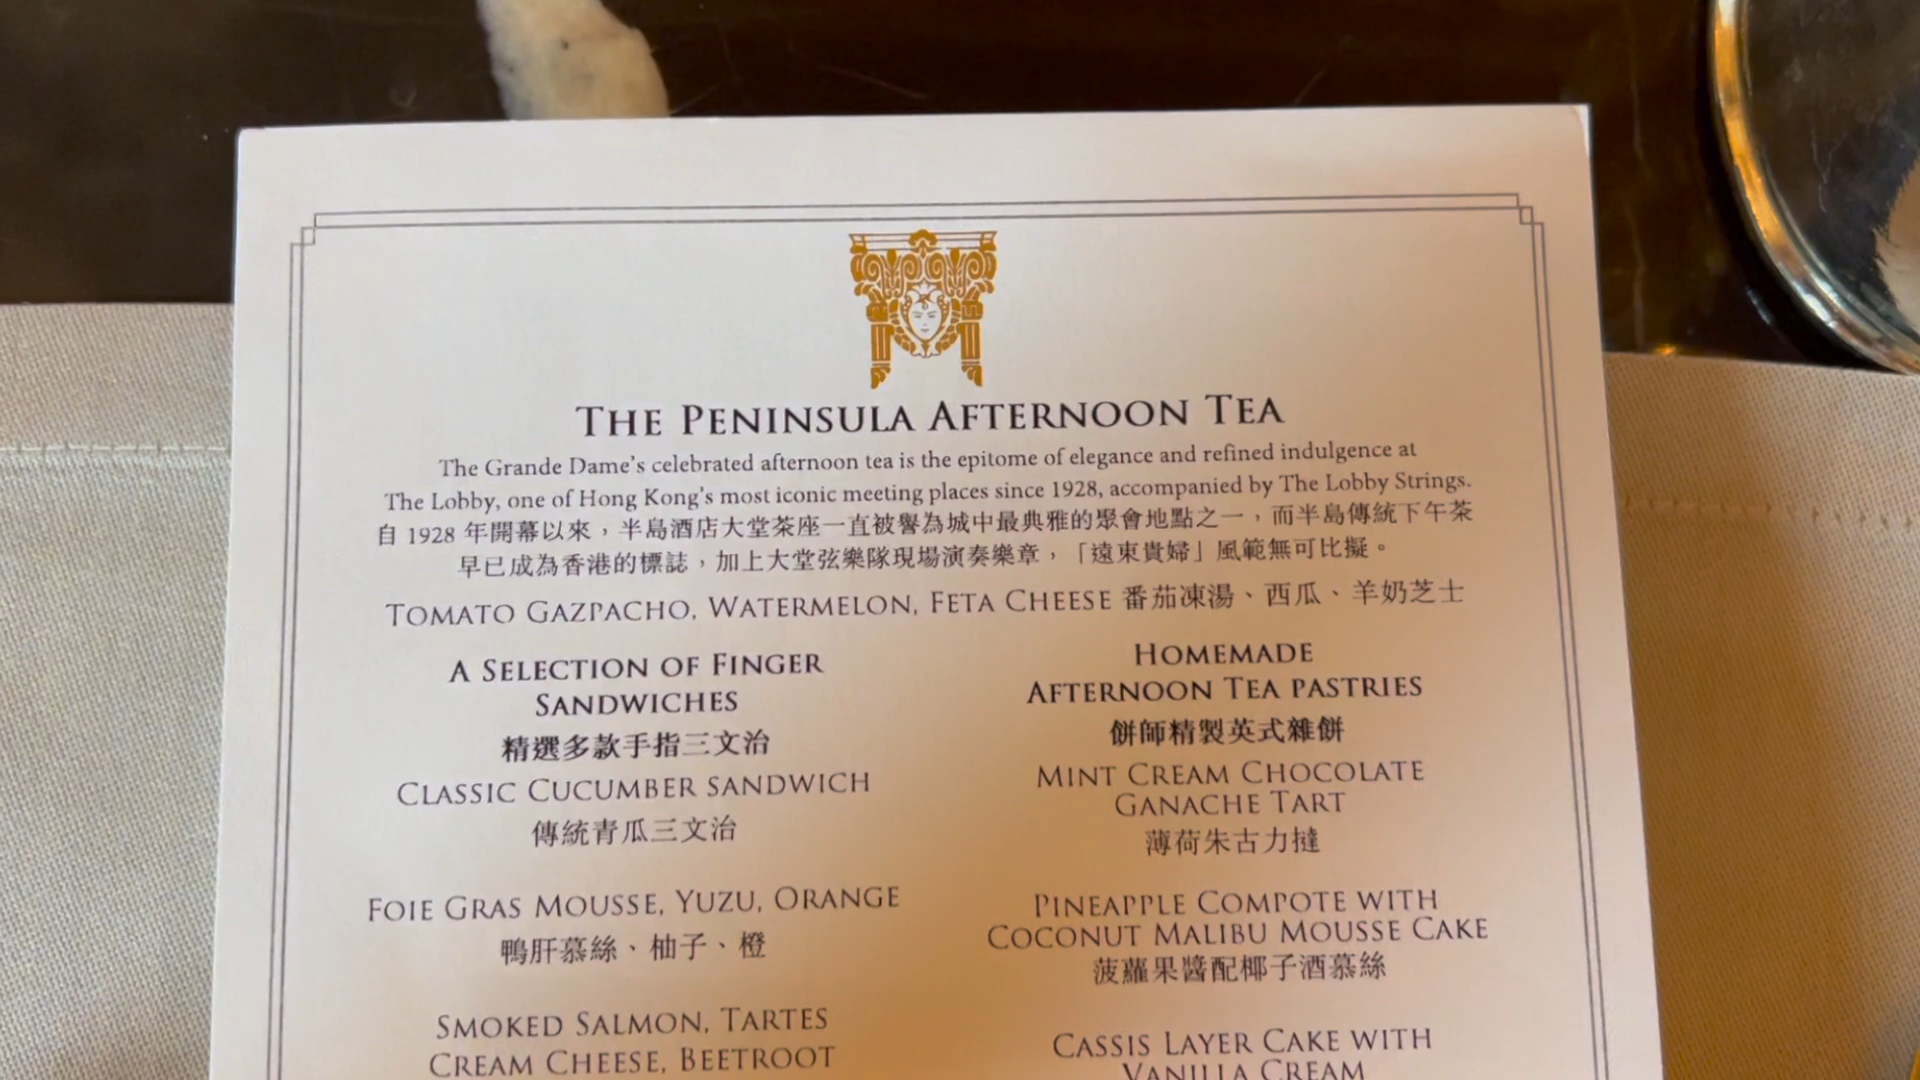 THE PENINSULA AFTERNOON TEA
The Grande Dame's celebrated afternoon tea is the epitome of elegance and refined indulgence at
The Lobby, one of Hong Kong's most iconic meeting places since 1928, accompanied by The Lobby Strings.
自 1928 年開幕以來，半島酒店大堂茶座一直被譽為城中最典雅的聚會地點之一，而半島傳統下午茶
早已成為香港的標誌，加上大堂弦樂隊現場演奏樂章，「遠東貴婦」風範無可比擬。
TOMATO GAZPACHO, WATERMELON, FETA CHEESE 番茄凍湯、西瓜、羊奶芝士
A SELECTION OF FINGER
SANDWICHES
精選多款手指三文治
CLASSIC CUCUMBER SANDWICH
傳統青瓜三文治
FOIE GRAS MOUSSE, YUZU, ORANGE
鴨肝慕絲、柚子、橙
SMOKED SALMON, TARTES
CREAM CHEESE, BEETROOT
HOMEMADE
AFTERNOON TEA PASTRIES
餅師精製英式雜餅
MINT CREAM CHOCOLATE
GANACHE TART
薄荷朱古力撻
PINEAPPLE COMPOTE WITH
COCONUT MALIBU MOUSSE CAKE
菠蘿果醬配椰子酒慕絲
CASSIS LAYER CAKE WITH
VANILLA CREAM